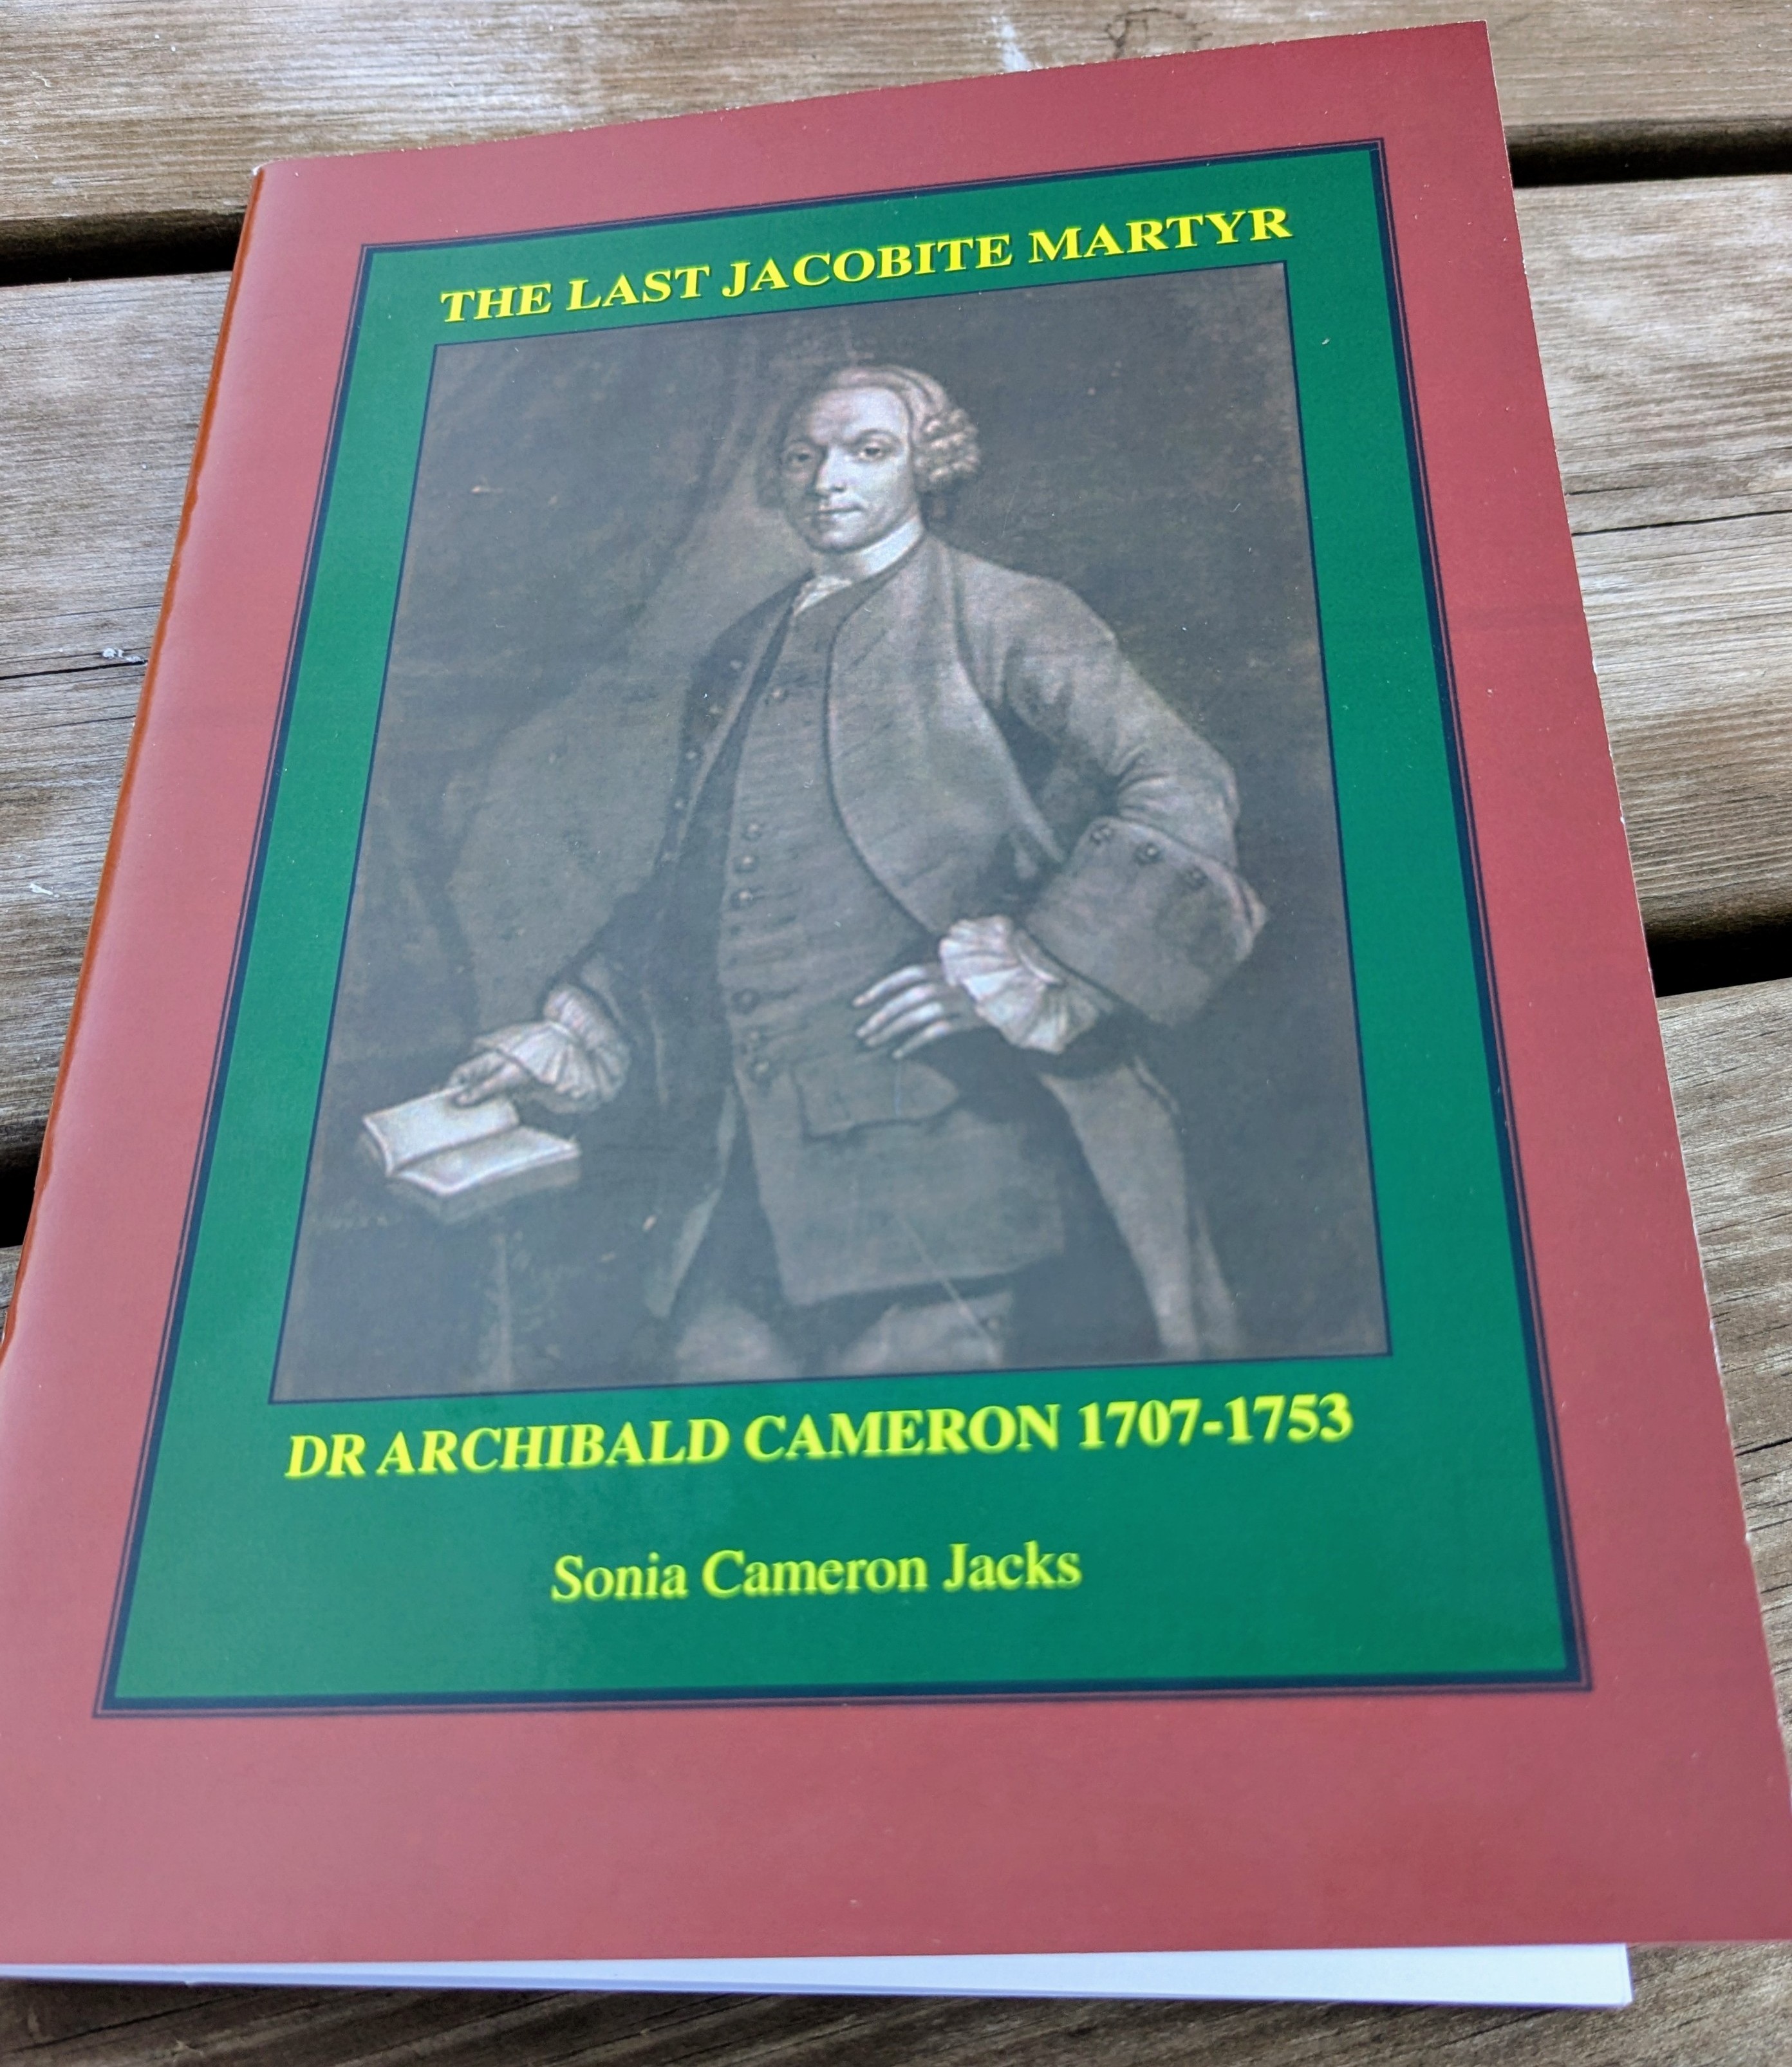 THE LAST JACOBITE MARTYR
DR ARCHIBALD CAMERON 1707-1753
Sonia Cameron Jacks